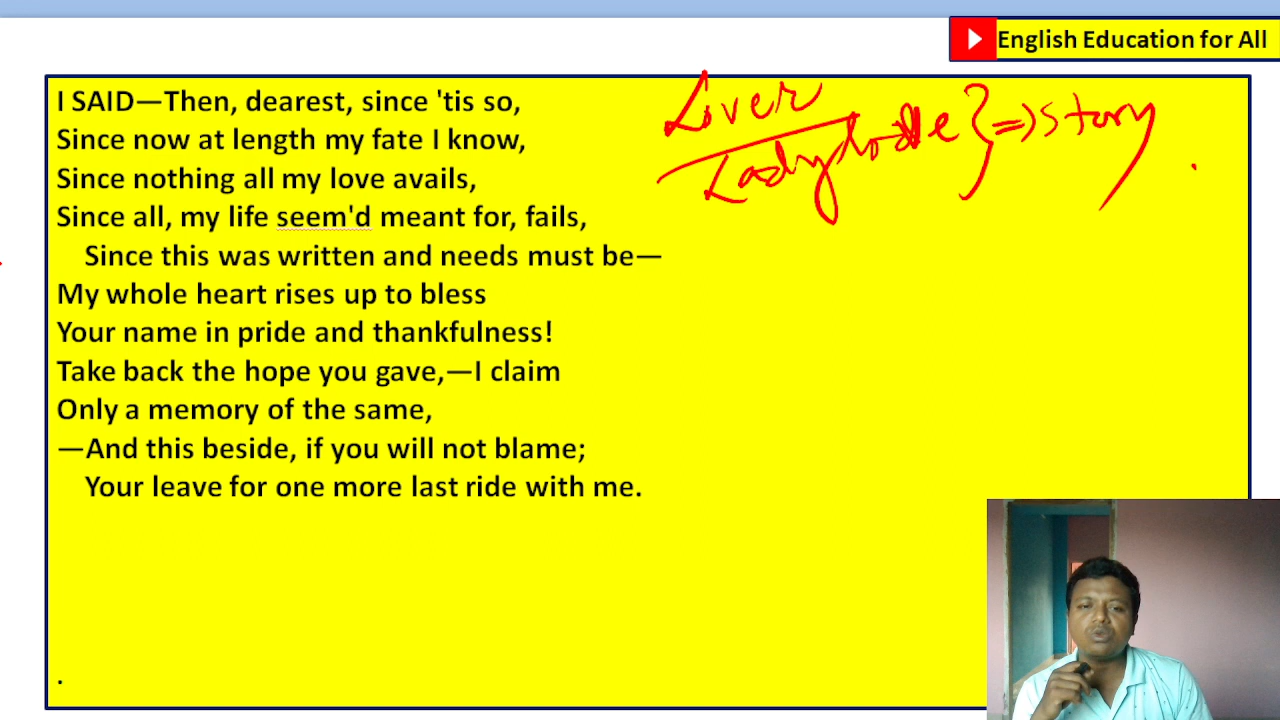 English Education for All
I SAID—Then, dearest, since 'tis so,
Since now at length my fate I know,
Since nothing all my love avails,
Since all, my life seem'd meant for, fails,
Since this was written and needs must be—
My whole heart rises up to bless
Your name in pride and thankfulness!
Take back the hope you gave,—I claim
Only a memory of the same,
—And this beside, if you will not blame;
Your leave for one more last ride with me.
.
Lover
Lady } => Story